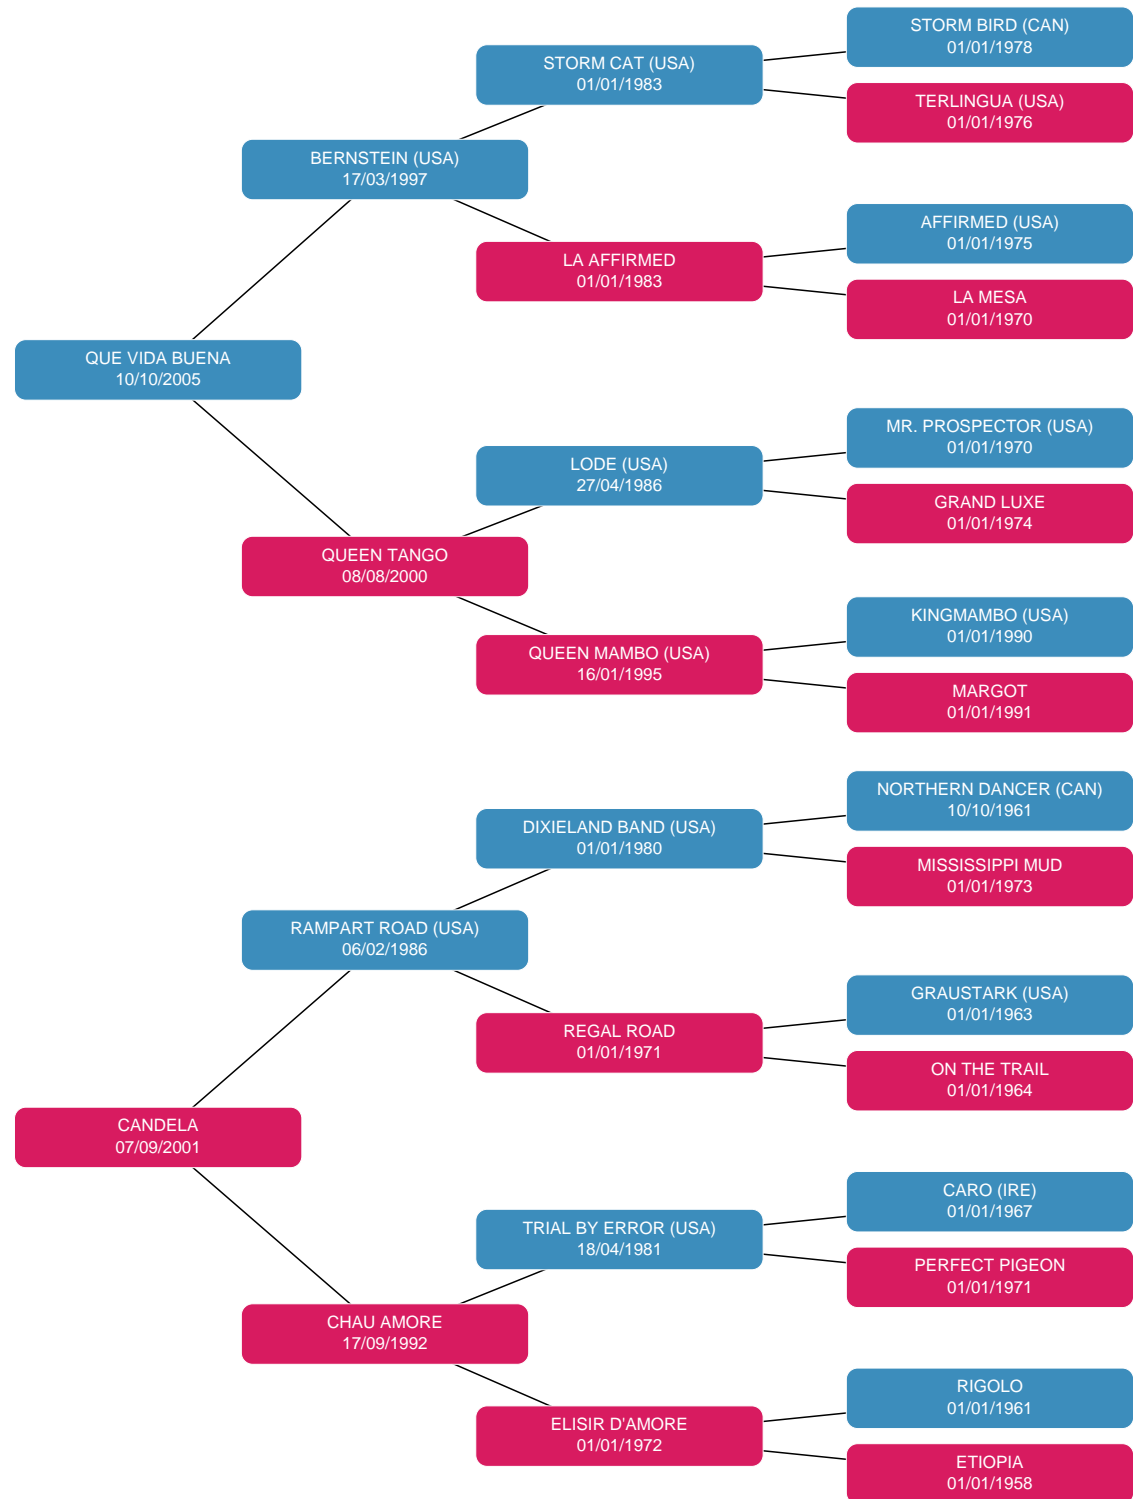 STORM BIRD (CAN)
01/01/1978
STORM CAT (USA)
01/01/1983
TERLINGUA (USA)
01/01/1976
BERNSTEIN (USA)
17/03/1997
AFFIRMED (USA)
01/01/1975
LA AFFIRMED
01/01/1983
LA MESA
01/01/1970
QUE VIDA BUENA
10/10/2005
MR. PROSPECTOR (USA)
01/01/1970
LODE (USA)
27/04/1986
GRAND LUXE
01/01/1974
QUEEN TANGO
08/08/2000
KINGMAMBO (USA)
01/01/1990
QUEEN MAMBO (USA)
16/01/1995
MARGOT
01/01/1991
NORTHERN DANCER (CAN)
10/10/1961
DIXIELAND BAND (USA)
01/01/1980
MISSISSIPPI MUD
01/01/1973
RAMPART ROAD (USA)
06/02/1986
GRAUSTARK (USA)
01/01/1963
REGAL ROAD
01/01/1971
ON THE TRAIL
01/01/1964
CANDELA
07/09/2001
CARO (IRE)
01/01/1967
TRIAL BY ERROR (USA)
18/04/1981
PERFECT PIGEON
01/01/1971
CHAU AMORE
17/09/1992
RIGOLO
01/01/1961
ELISIR D'AMORE
01/01/1972
ETIOPIA
01/01/1958